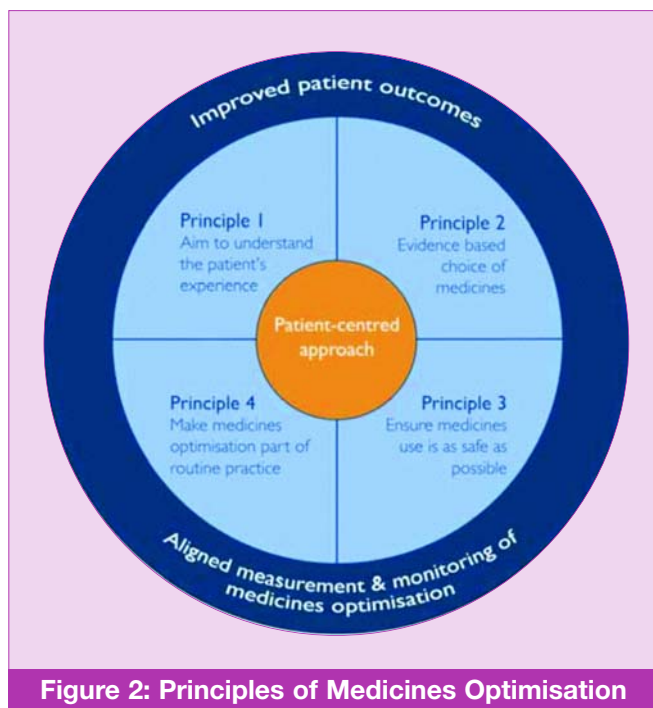 Improved patient outcomes
Principle 1
Aim to understand
the patient's
experience
Principle 2
Evidence based
choice of
medicines
Patient-centred
approach
Principle 4
Make medicines
optimisation part of
routine practice
Principle 3
Ensure medicines
use is as safe as
possible
Aligned measurement & monitoring of
medicines optimisation
Figure 2: Principles of Medicines Optimisation